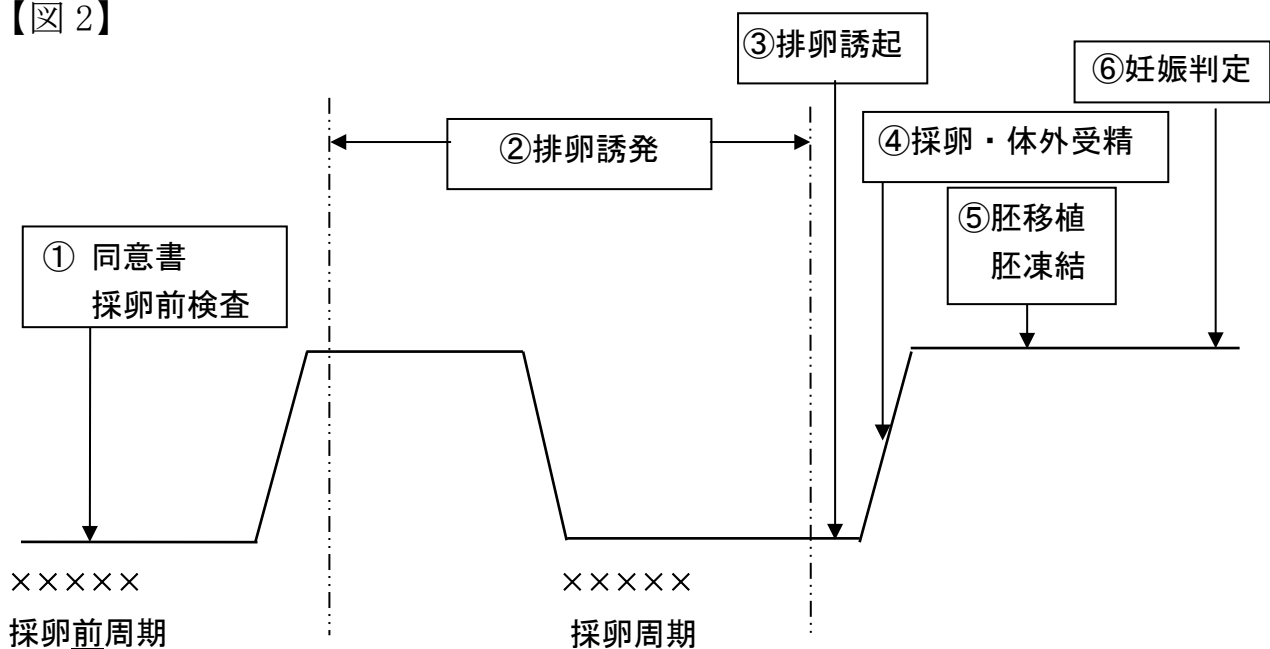 【図 2】
③排卵誘起
⑥妊娠判定
②排卵誘発
④採卵・体外受精
⑤胚移植
胚凍結
① 同意書
採卵前検査
××××× ×××××
採卵前周期 採卵周期